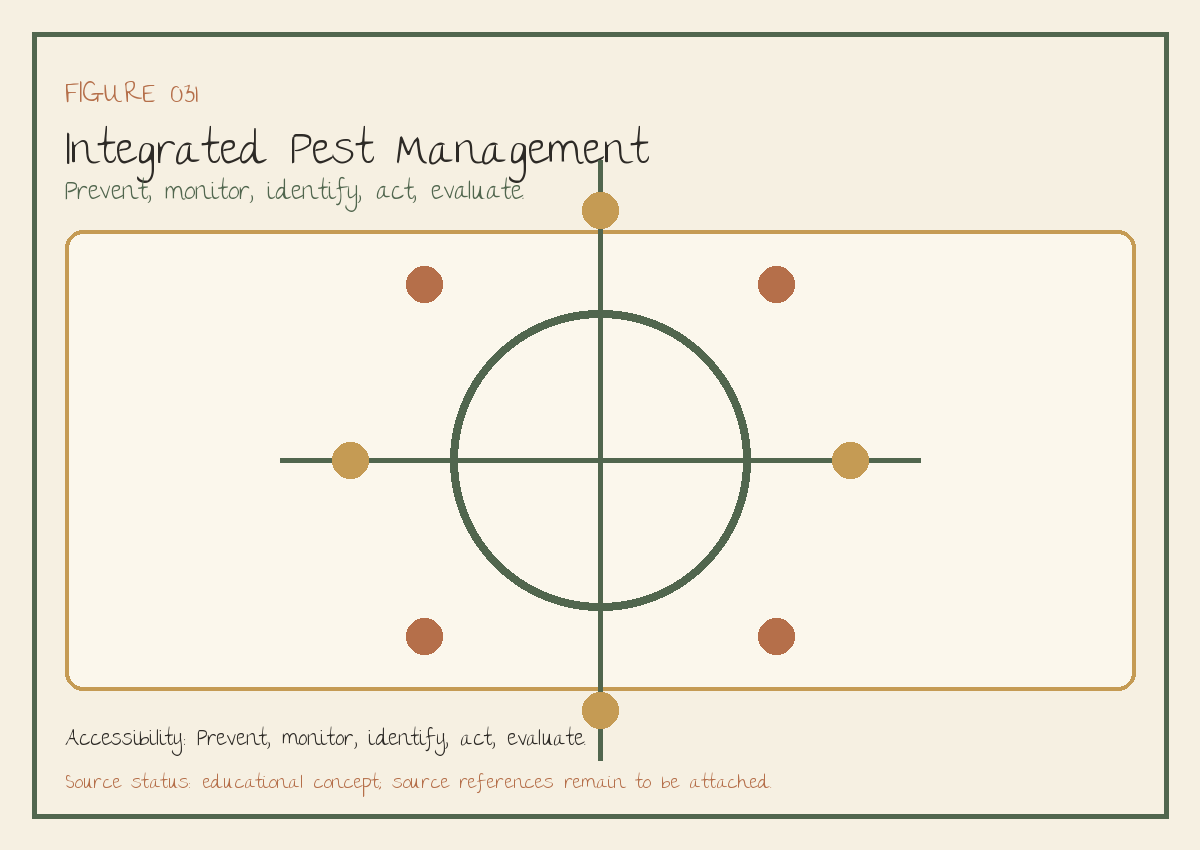 FIGURE 031
Integrated Pest Management
Prevent, monitor, identify, act, evaluate.
Accessibility: Prevent, monitor, identify, act, evaluate.
Source status: educational concept; source references remain to be attached.